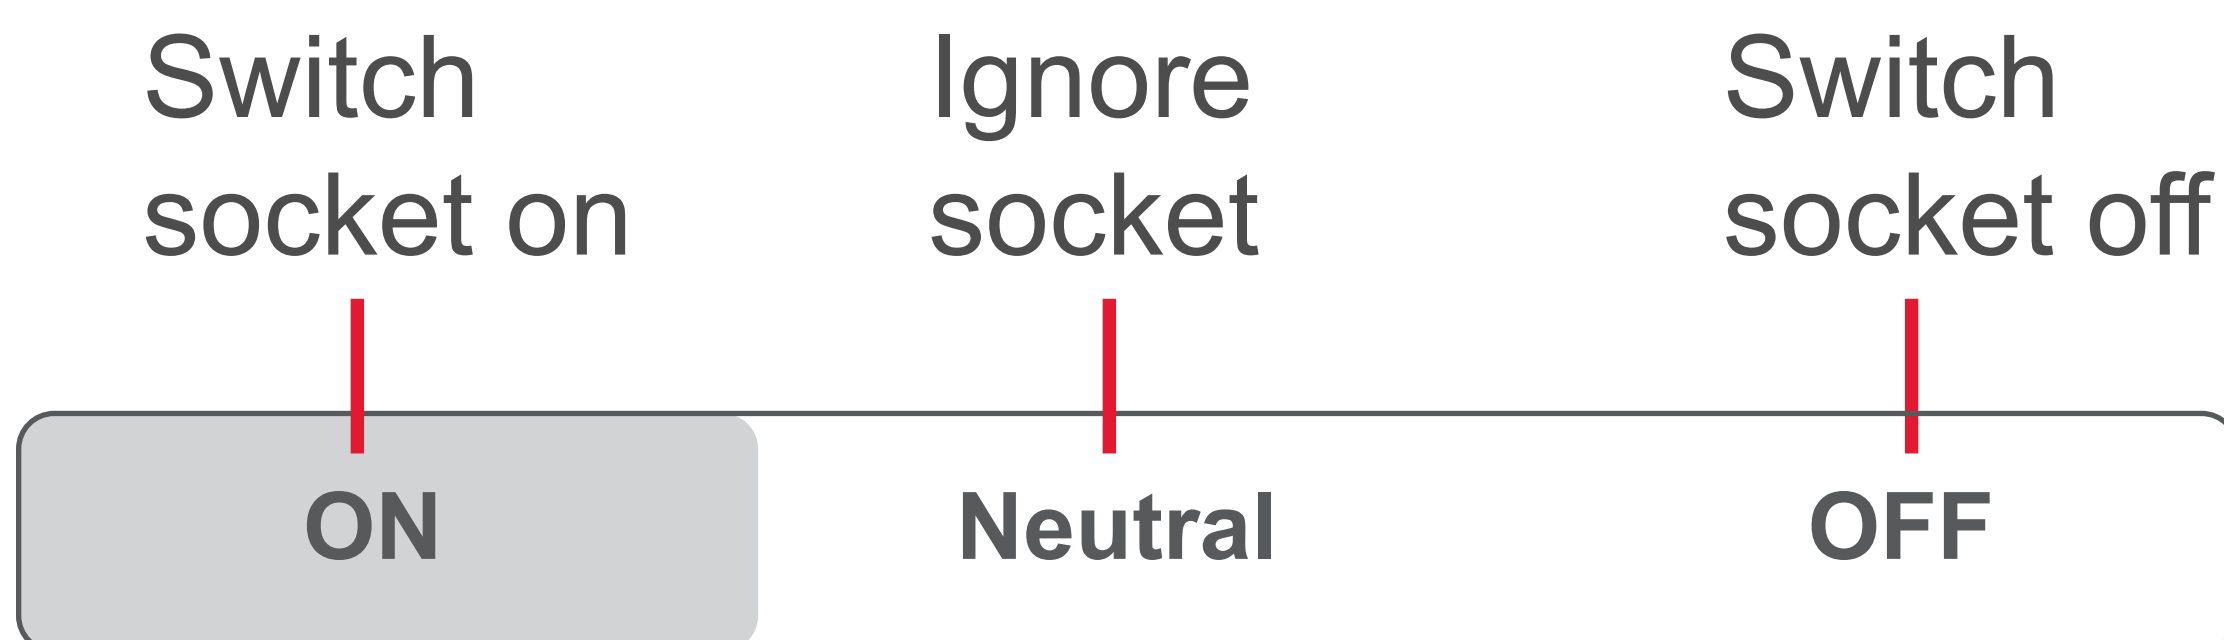 Switch
socket on
Ignore
socket
Switch
socket off
ON
Neutral
OFF